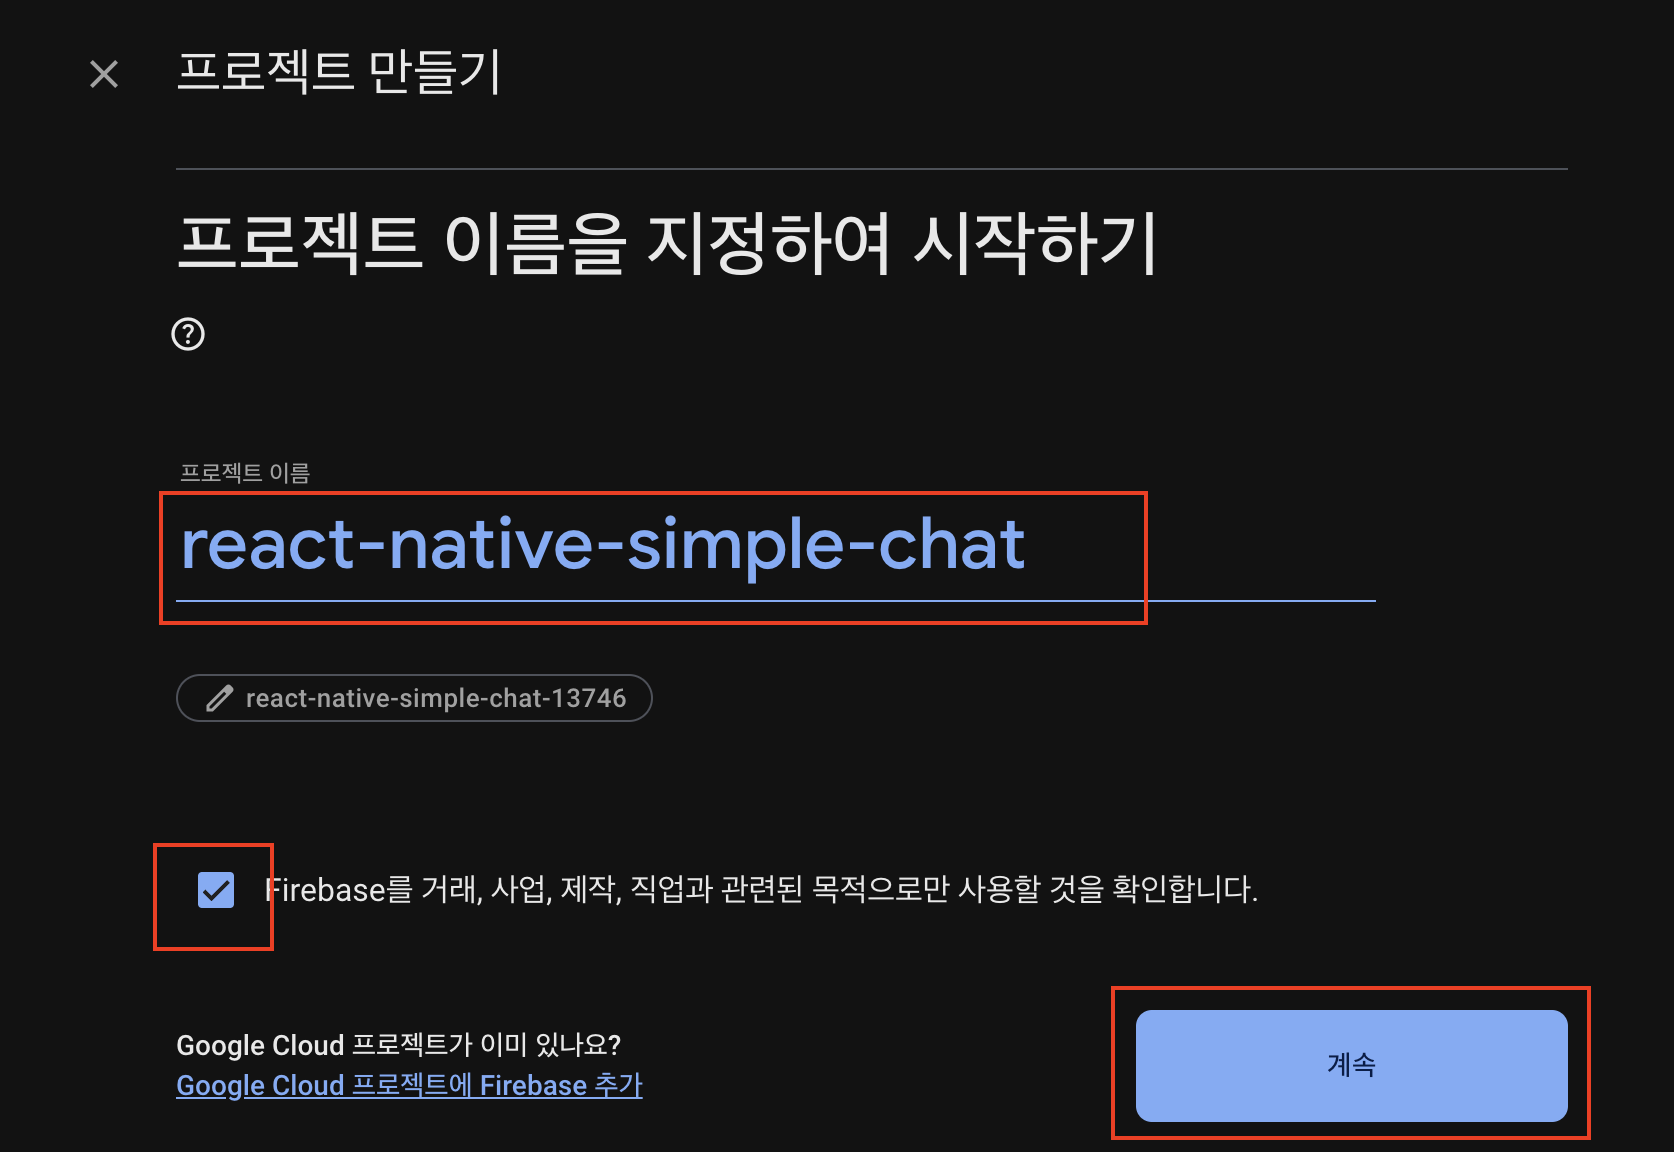 프로젝트 만들기
프로젝트 이름을 지정하여 시작하기
프로젝트 이름
react-native-simple-chat
react-native-simple-chat-13746
Firebase를 거래, 사업, 제작, 직업과 관련된 목적으로만 사용할 것을 확인합니다.
Google Cloud 프로젝트가 이미 있나요?
Google Cloud 프로젝트에 Firebase 추가
계속